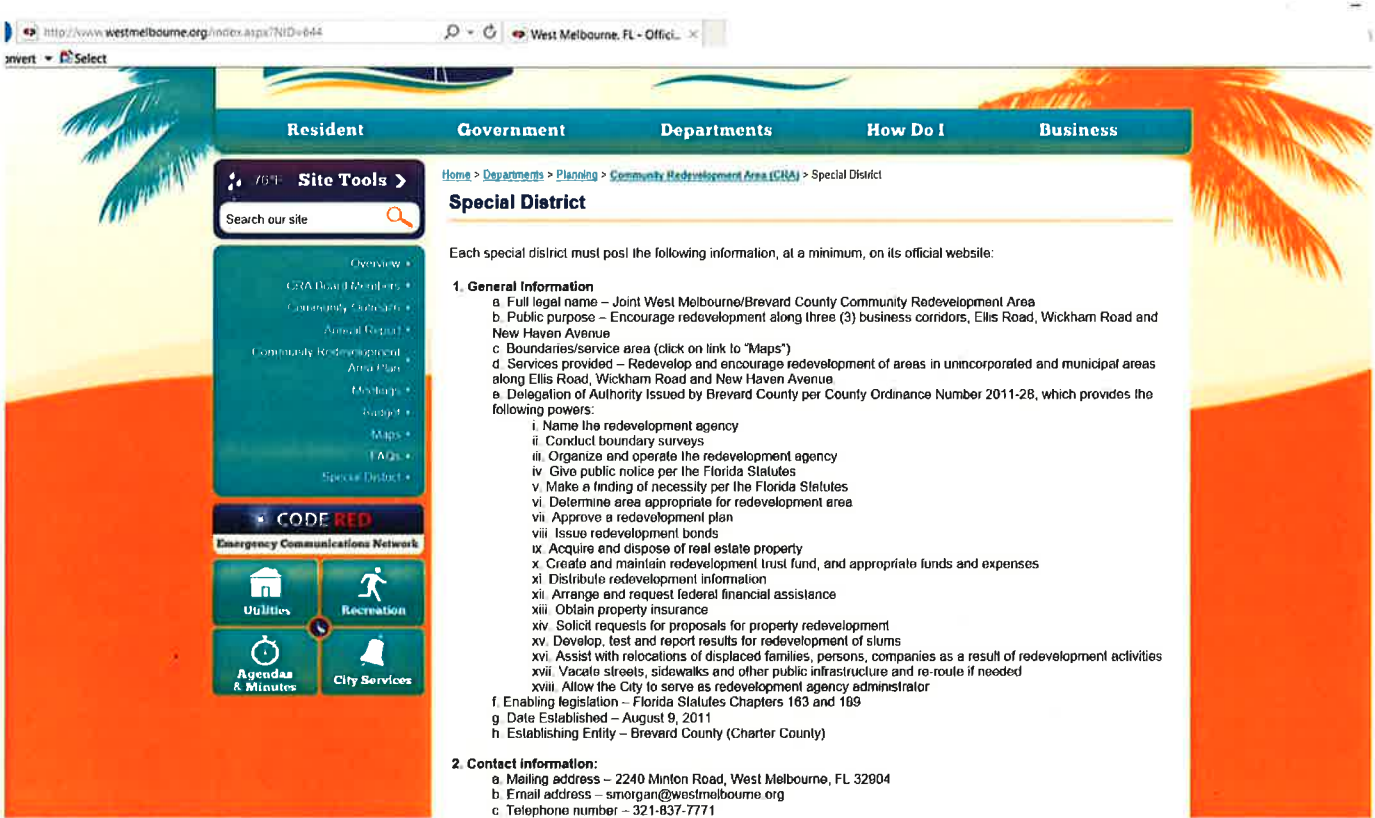 http://www.westmelbourne.org/index.aspx?NID=644
West Melbourne, FL - Offici...
Select
Resident Government Departments How Do I Business
76°F Site Tools
Search our site
Overview
CRA Board Members
Community Outreach
Annual Report
Community Redevelopment
Area Plan
Meetings
Budget
Maps
FAQs
Special District
CODE RED
Emergency Communications Network
Utilities
Recreation
Agendas
& Minutes
City Services
Home > Departments > Planning > Community Redevelopment Area (CRA) > Special District
Special District
Each special district must post the following information, at a minimum, on its official website:
1. General Information
a. Full legal name – Joint West Melbourne/Brevard County Community Redevelopment Area
b. Public purpose – Encourage redevelopment along three (3) business corridors, Ellis Road, Wickham Road and
New Haven Avenue
c. Boundaries/service area (click on link to "Maps")
d. Services provided – Redevelop and encourage redevelopment of areas in unincorporated and municipal areas
along Ellis Road, Wickham Road and New Haven Avenue.
e. Delegation of Authority Issued by Brevard County per County Ordinance Number 2011-28, which provides the
following powers:
i. Name the redevelopment agency
ii. Conduct boundary surveys
iii. Organize and operate the redevelopment agency
iv. Give public notice per the Florida Statutes
v. Make a finding of necessity per the Florida Statutes
vi. Determine area appropriate for redevelopment area
vii. Approve a redevelopment plan
viii. Issue redevelopment bonds
ix. Acquire and dispose of real estate property
x. Create and maintain redevelopment trust fund, and appropriate funds and expenses
xi. Distribute redevelopment information
xii. Arrange and request federal financial assistance
xiii. Obtain property insurance
xiv. Solicit requests for proposals for property redevelopment
xv. Develop, test and report results for redevelopment of slums
xvi. Assist with relocations of displaced families, persons, companies as a result of redevelopment activities
xvii. Vacate streets, sidewalks and other public infrastructure and re-route if needed
xviii. Allow the City to serve as redevelopment agency administrator
f. Enabling legislation – Florida Statutes Chapters 163 and 189
g. Date Established – August 9, 2011
h. Establishing Entity – Brevard County (Charter County)
2. Contact information:
a. Mailing address – 2240 Minton Road, West Melbourne, FL 32904
b. Email address – smorgan@westmelbourne.org
c. Telephone number – 321-837-7771